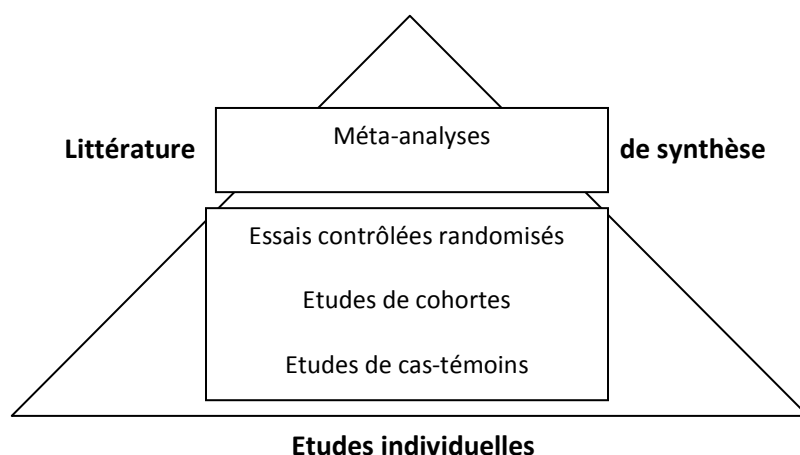 Méta-analyses
Littérature
de synthèse
Essais contrôlées randomisés
Etudes de cohortes
Etudes de cas-témoins
Etudes individuelles